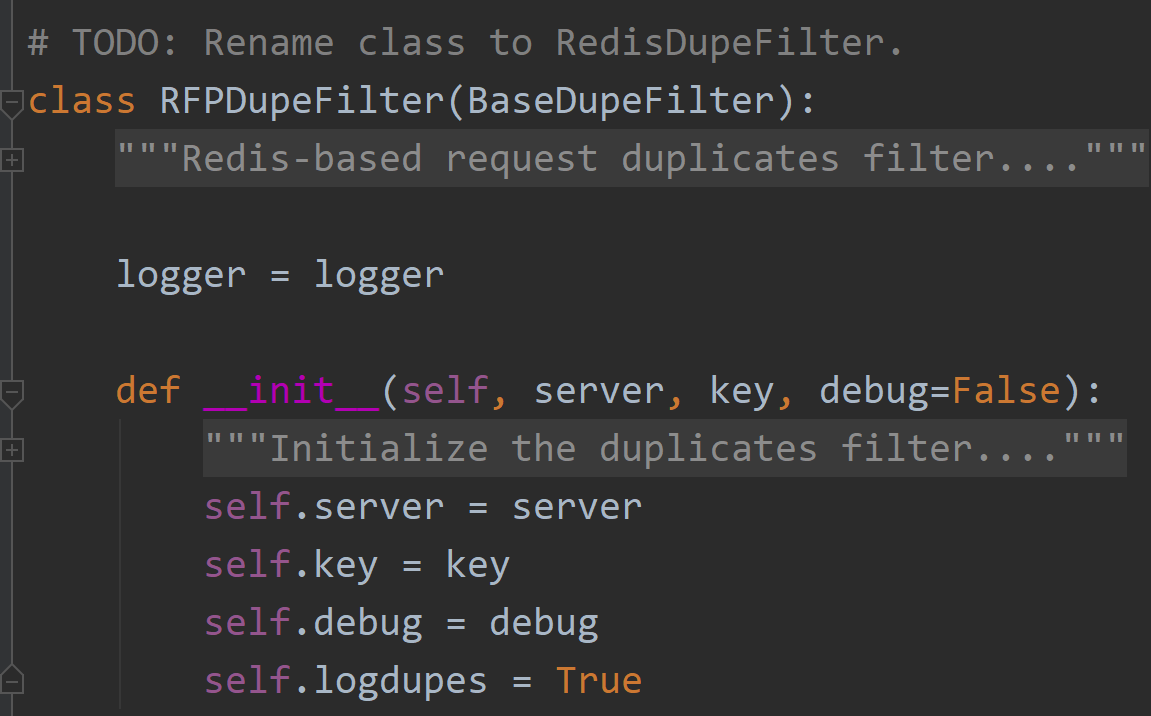 # TODO: Rename class to RedisDupeFilter.
class RFPDupeFilter(BaseDupeFilter):
"""Redis-based request duplicates filter...."""
logger = logger
def __init__(self, server, key, debug=False):
"""Initialize the duplicates filter...."""
self.server = server
self.key = key
self.debug = debug
self.logdupes = True